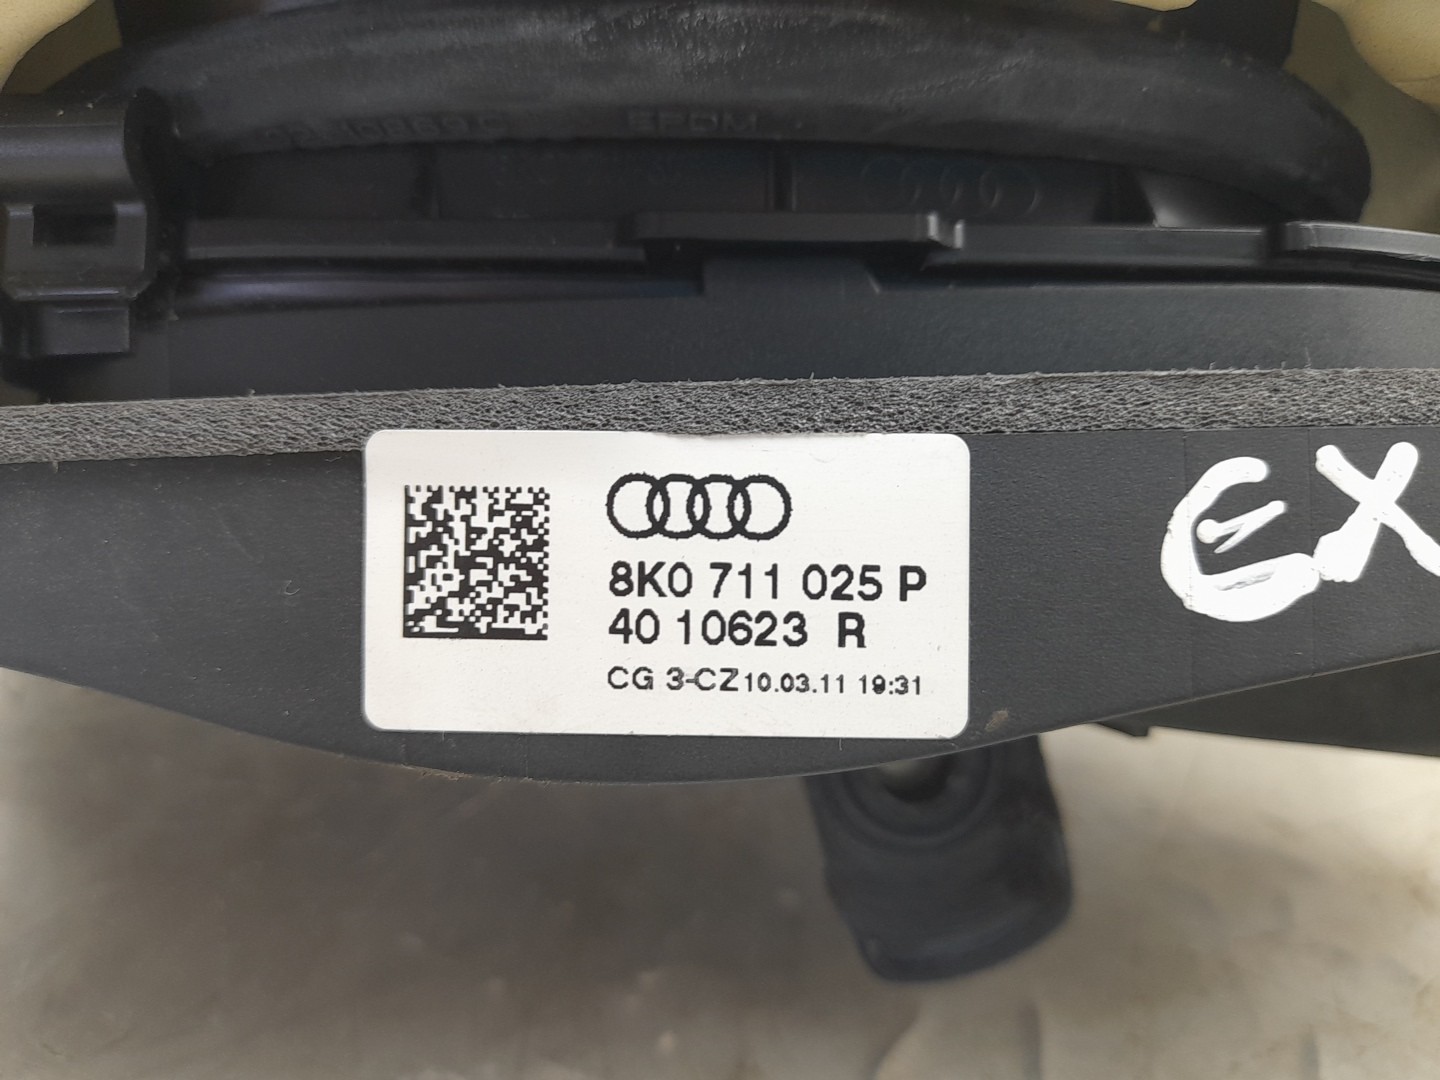 EPDM
8K0 711 025 P
40 10623 R
CG 3-CZ 10.03.11 19:31
EX